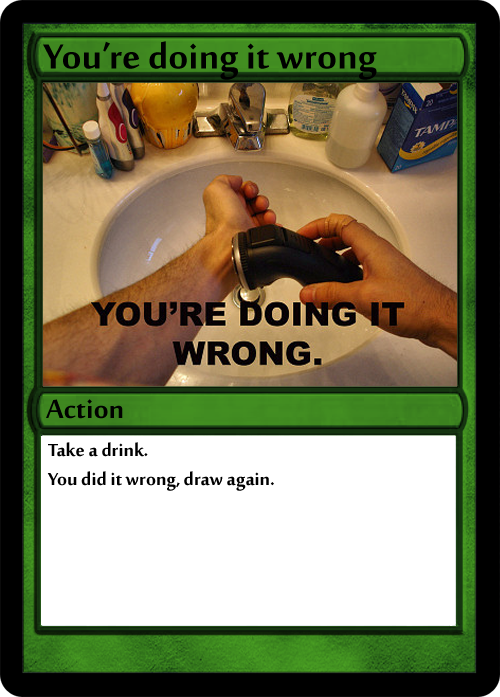 You're doing it wrong
TAMP
YOU'RE DOING IT
WRONG.
Action
Take a drink.
You did it wrong, draw again.